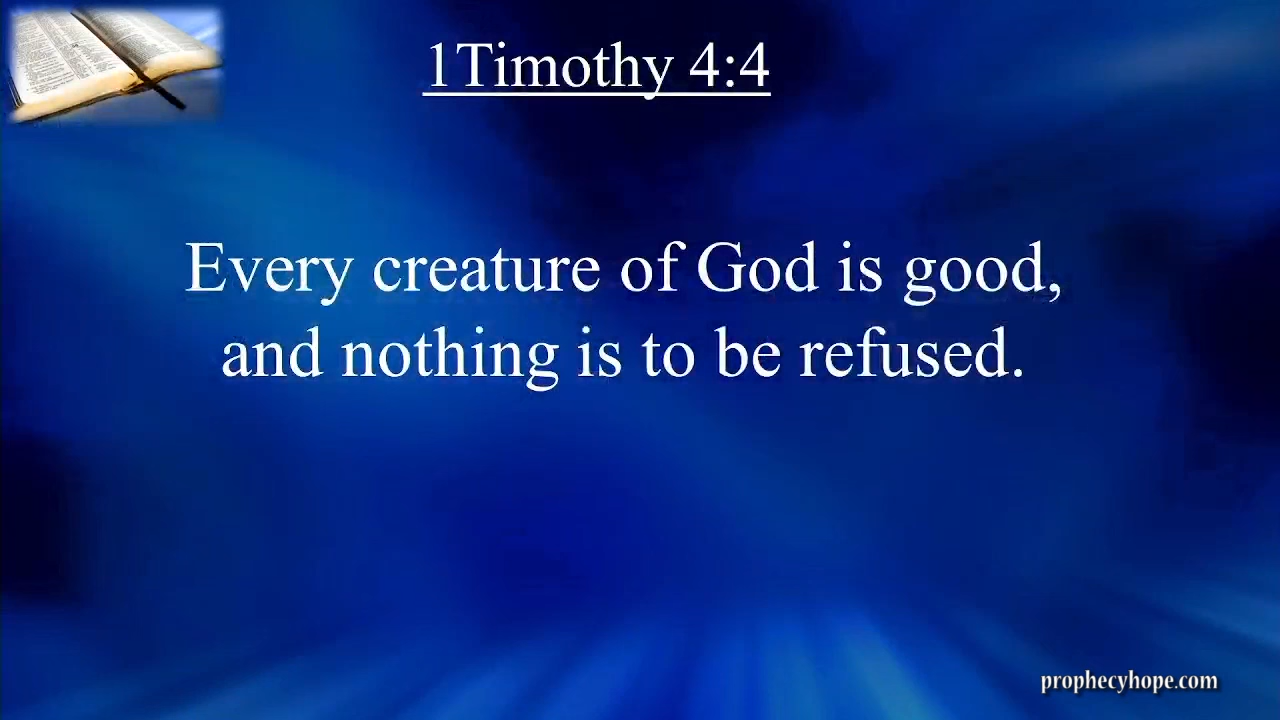 1Timothy 4:4
Every creature of God is good,
and nothing is to be refused.
prophecyhope.com